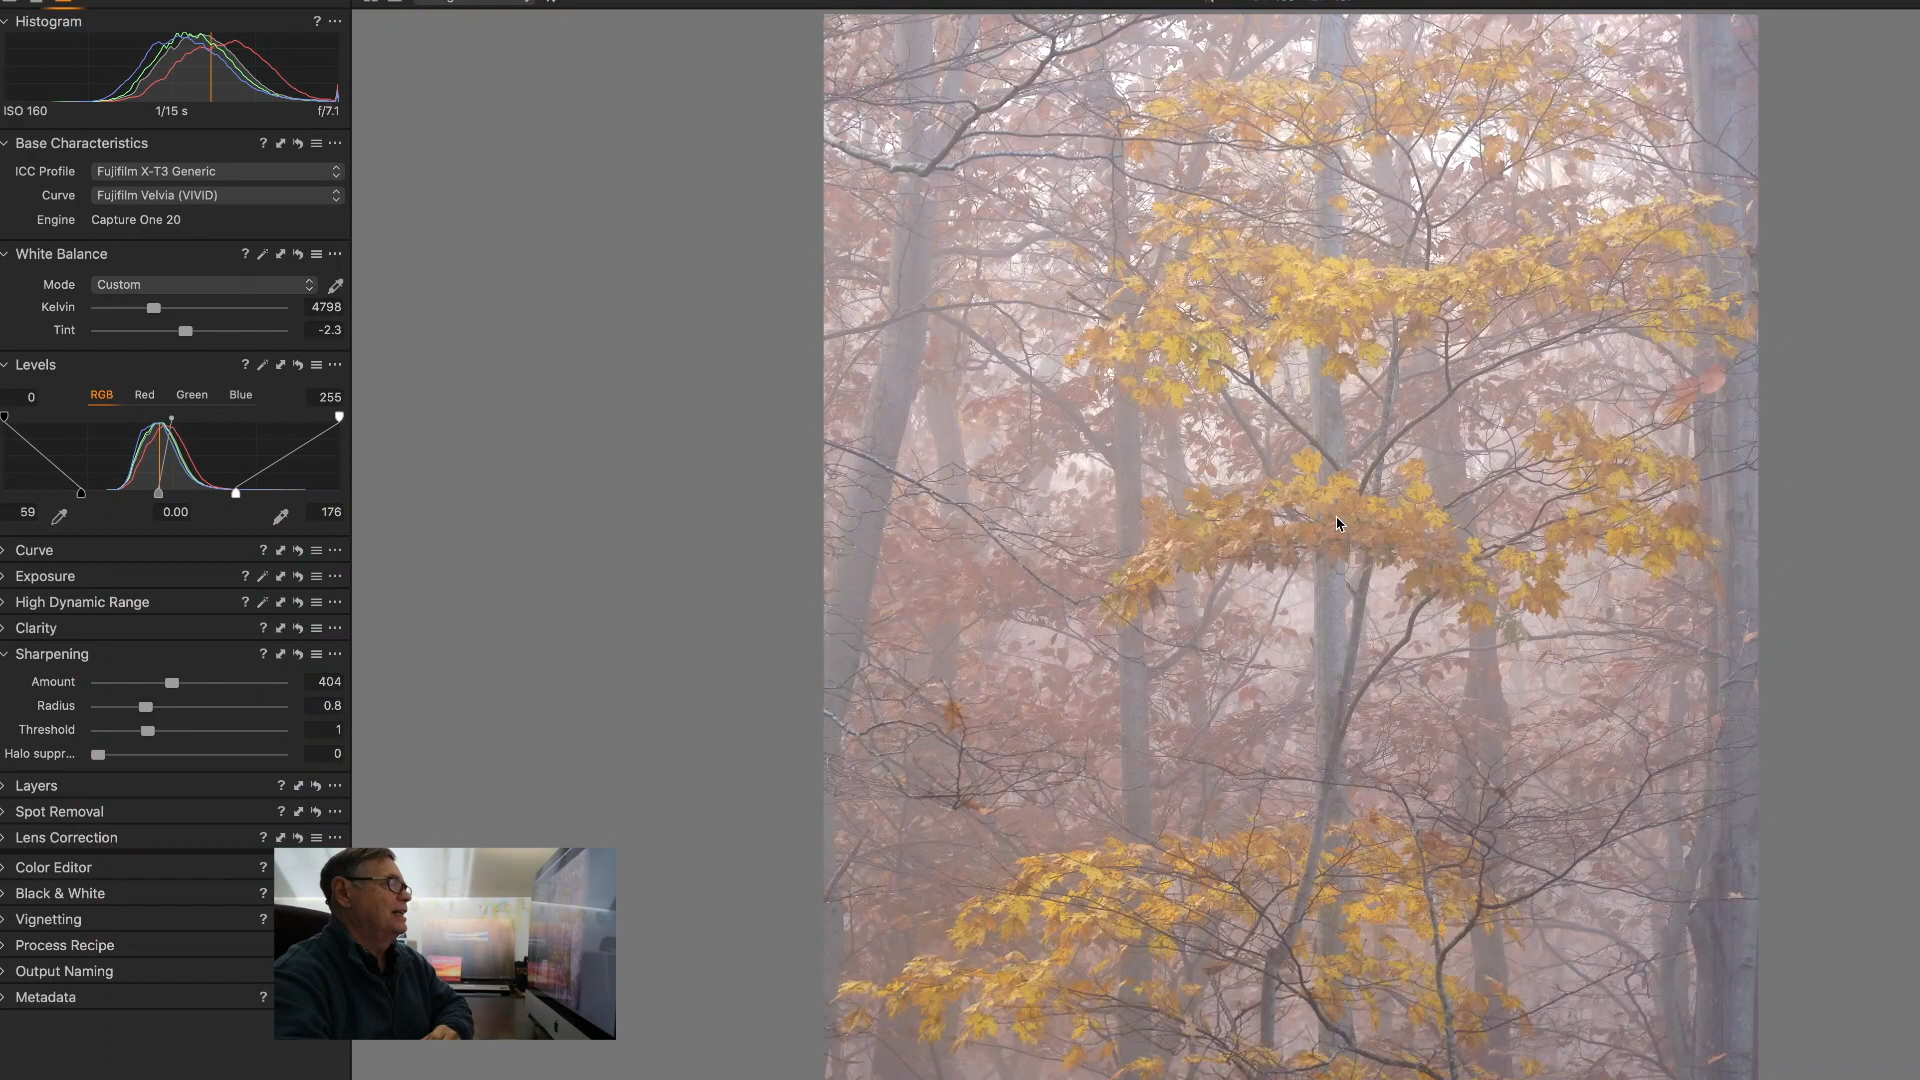 Histogram ? ...
ISO 160 1/15 s f/7.1
Base Characteristics ? ...
ICC Profile Fujifilm X-T3 Generic
Curve Fujifilm Velvia (VIVID)
Engine Capture One 20
White Balance ? ...
Mode Custom
Kelvin 4798
Tint -2.3
Levels ? ...
0 RGB Red Green Blue 255
59 0.00 176
Curve ? ...
Exposure ? ...
High Dynamic Range ? ...
Clarity ? ...
Sharpening ? ...
Amount 404
Radius 0.8
Threshold 1
Halo suppr... 0
Layers ? ...
Spot Removal ? ...
Lens Correction ? ...
Color Editor ?
Black & White ?
Vignetting ?
Process Recipe
Output Naming
Metadata ?